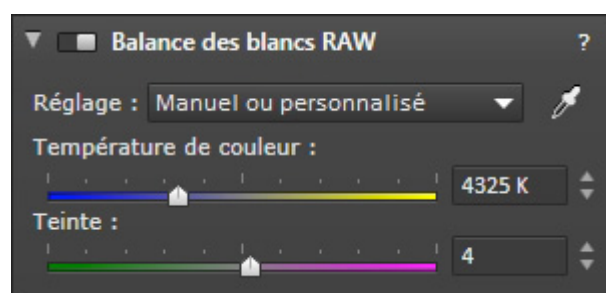 Balance des blancs RAW ?
Réglage : Manuel ou personnalisé
Température de couleur :
4325 K
Teinte :
4